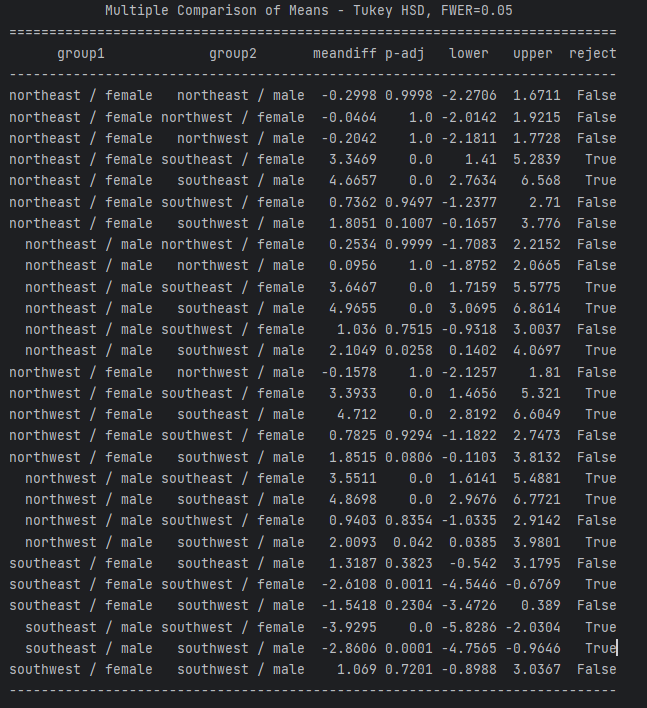 Multiple Comparison of Means - Tukey HSD, FWER=0.05
============================================================================
group1 group2 meandiff p-adj lower upper reject
----------------------------------------------------------------------------
northeast / female northeast / male -0.2998 0.9998 -2.2706 1.6711 False
northeast / female northwest / female -0.0464 1.0 -2.0142 1.9215 False
northeast / female northwest / male -0.2042 1.0 -2.1811 1.7728 False
northeast / female southeast / female 3.3469 0.0 1.41 5.2839 True
northeast / female southeast / male 4.6657 0.0 2.7634 6.568 True
northeast / female southwest / female 0.7362 0.9497 -1.2377 2.71 False
northeast / female southwest / male 1.8051 0.1007 -0.1657 3.776 False
northeast / male northwest / female 0.2534 0.9999 -1.7083 2.2152 False
northeast / male northwest / male 0.0956 1.0 -1.8752 2.0665 False
northeast / male southeast / female 3.6467 0.0 1.7159 5.5775 True
northeast / male southeast / male 4.9655 0.0 3.0695 6.8614 True
northeast / male southwest / female 1.036 0.7515 -0.9318 3.0037 False
northeast / male southwest / male 2.1049 0.0258 0.1402 4.0697 True
northwest / female northwest / male -0.1578 1.0 -2.1257 1.81 False
northwest / female southeast / female 3.3933 0.0 1.4656 5.321 True
northwest / female southeast / male 4.712 0.0 2.8192 6.6049 True
northwest / female southwest / female 0.7825 0.9294 -1.1822 2.7473 False
northwest / female southwest / male 1.8515 0.0806 -0.1103 3.8132 False
northwest / male southeast / female 3.5511 0.0 1.6141 5.4881 True
northwest / male southeast / male 4.8698 0.0 2.9676 6.7721 True
northwest / male southwest / female 0.9403 0.8354 -1.0335 2.9142 False
northwest / male southwest / male 2.0093 0.042 0.0385 3.9801 True
southeast / female southeast / male 1.3187 0.3823 -0.542 3.1795 False
southeast / female southwest / female -2.6108 0.0011 -4.5446 -0.6769 True
southeast / female southwest / male -1.5418 0.2304 -3.4726 0.389 False
southeast / male southwest / female -3.9295 0.0 -5.8286 -2.0304 True
southeast / male southwest / male -2.8606 0.0001 -4.7565 -0.9646 True
southwest / female southwest / male 1.069 0.7201 -0.8988 3.0367 False
----------------------------------------------------------------------------